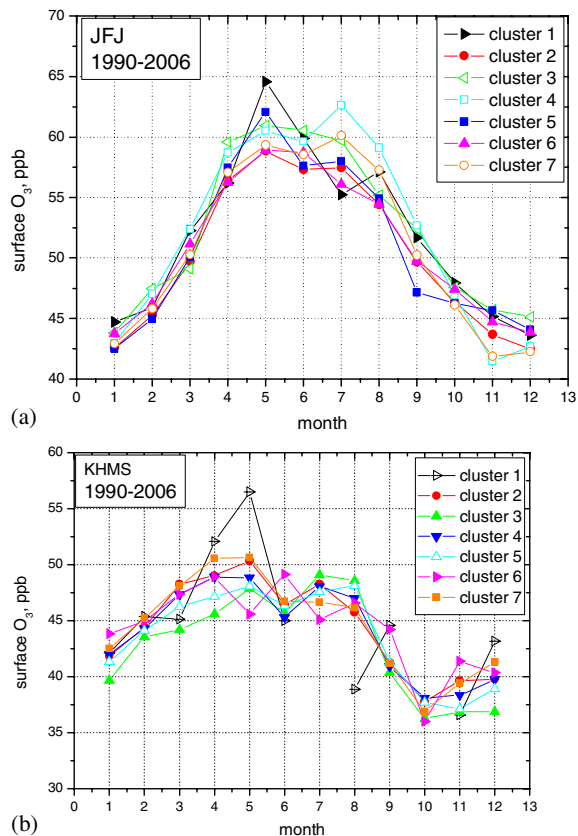 JFJ
1990-2006
cluster 1
cluster 2
cluster 3
cluster 4
cluster 5
cluster 6
cluster 7
surface O3, ppb
70
65
60
55
50
45
40
0 1 2 3 4 5 6 7 8 9 10 11 12 13
month
(a)
KHMS
1990-2006
cluster 1
cluster 2
cluster 3
cluster 4
cluster 5
cluster 6
cluster 7
surface O3, ppb
60
55
50
45
40
35
30
0 1 2 3 4 5 6 7 8 9 10 11 12 13
month
(b)